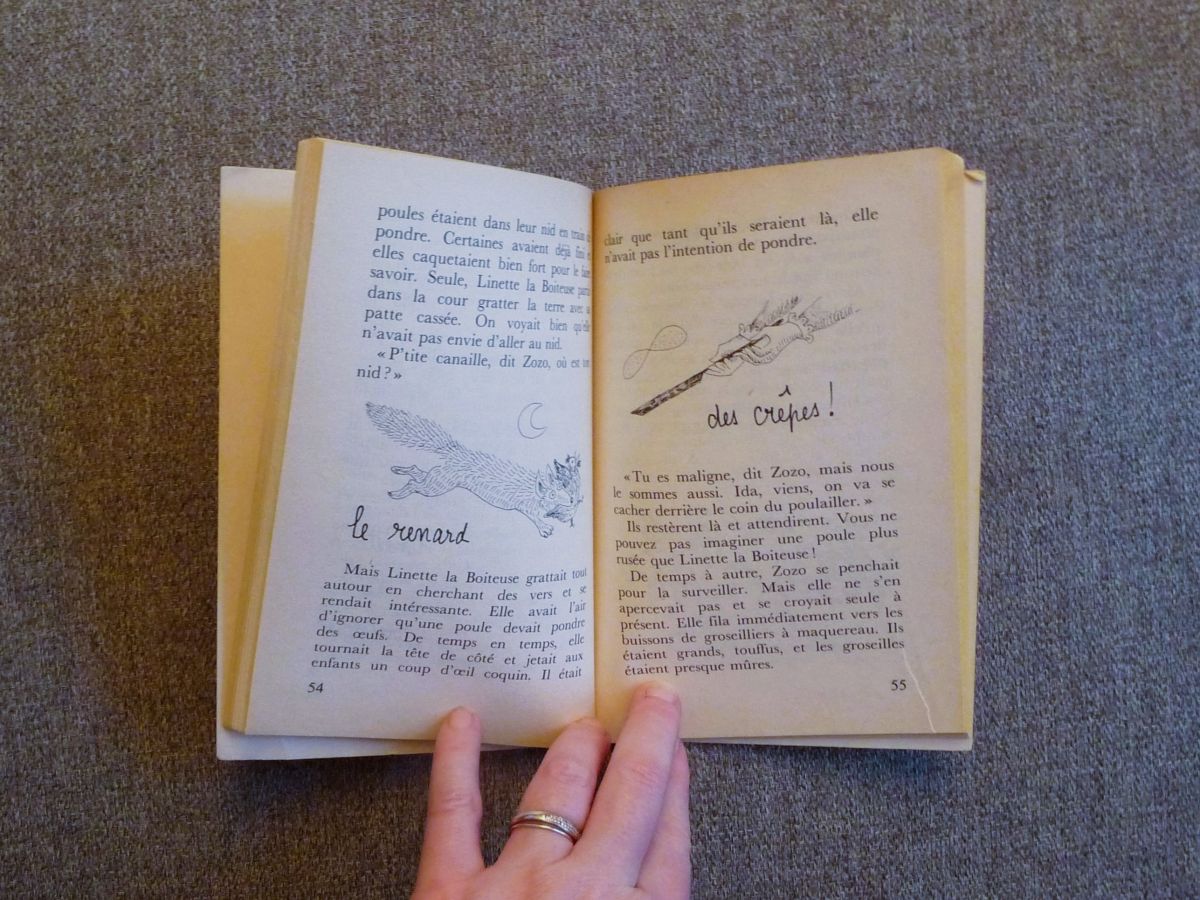 poules étaient dans leur nid en train
pondre. Certaines avaient déjà fini
elles caquetaient bien fort pour le faire
savoir. Seule, Linette la Boiteuse
dans la cour gratter la terre avec sa
patte cassée. On voyait bien qu'elle
n'avait pas envie d'aller au nid.
« P'tite canaille, dit Zozo, où est ton
nid ? »
le renard
Mais Linette la Boiteuse grattait tout
autour en cherchant des vers et se
rendait intéressante. Elle avait l'air
d'ignorer qu'une poule devait pondre
des œufs. De temps en temps, elle
tournait la tête de côté et jetait aux
enfants un coup d'œil coquin. Il était
54
clair que tant qu'ils seraient là, elle
n'avait pas l'intention de pondre.
des crêpes !
« Tu es maligne, dit Zozo, mais nous
le sommes aussi. Ida, viens, on va se
cacher derrière le coin du poulailler. »
Ils restèrent là et attendirent. Vous ne
pouvez pas imaginer une poule plus
rusée que Linette la Boiteuse !
De temps à autre, Zozo se penchait
pour la surveiller. Mais elle ne s'en
apercevait pas et se croyait seule à
présent. Elle fila immédiatement vers les
buissons de groseilliers à maquereau. Ils
étaient grands, touffus, et les groseilles
étaient presque mûres.
55